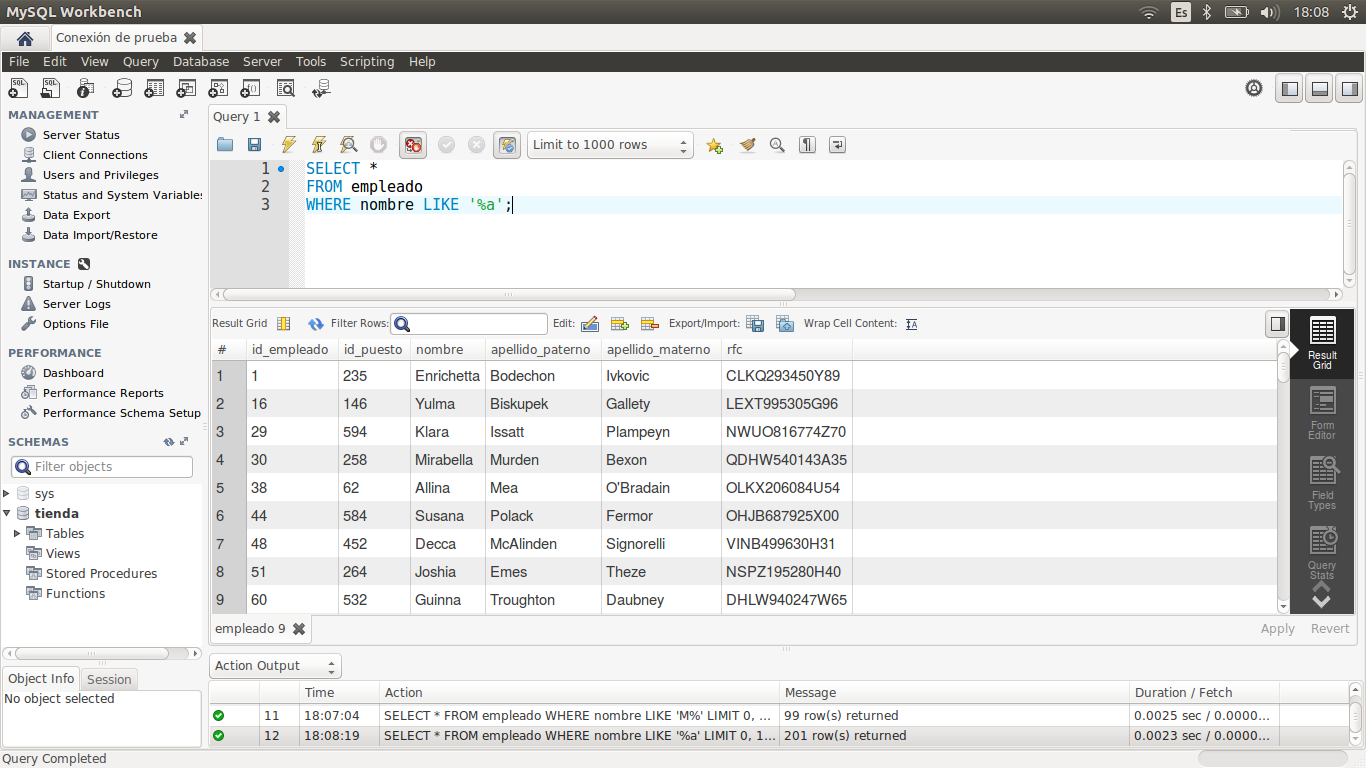 MySQL Workbench
Es
18:08
Conexión de prueba
File Edit View Query Database Server Tools Scripting Help
MANAGEMENT
Server Status
Client Connections
Users and Privileges
Status and System Variable
Data Export
Data Import/Restore
INSTANCE
Startup / Shutdown
Server Logs
Options File
PERFORMANCE
Dashboard
Performance Reports
Performance Schema Setup
SCHEMAS
Filter objects
sys
tienda
Tables
Views
Stored Procedures
Functions
Object Info Session
No object selected
Query 1
Limit to 1000 rows
1 SELECT *
2 FROM empleado
3 WHERE nombre LIKE '%a';
Result Grid Filter Rows: Edit: Export/Import: Wrap Cell Content:
# id_empleado id_puesto nombre apellido_paterno apellido_materno rfc
1 1 235 Enrichetta Bodechon Ivkovic CLKQ293450Y89
2 16 146 Yulma Biskupek Gallety LEXT995305G96
3 29 594 Klara Issatt Plampeyn NWUO816774Z70
4 30 258 Mirabella Murden Bexon QDHW540143A35
5 38 62 Allina Mea O'Bradain OLKX206084U54
6 44 584 Susana Polack Fermor OHJB687925X00
7 48 452 Decca McAlinden Signorelli VINB499630H31
8 51 264 Joshia Emes Theze NSPZ195280H40
9 60 532 Guinna Troughton Daubney DHLW940247W65
Result
Grid
Form
Editor
Field
Types
Query
Stats
empleado 9
Apply Revert
Action Output
Time Action Message Duration / Fetch
11 18:07:04 SELECT * FROM empleado WHERE nombre LIKE 'M%' LIMIT 0, ... 99 row(s) returned 0.0025 sec / 0.0000...
12 18:08:19 SELECT * FROM empleado WHERE nombre LIKE '%a' LIMIT 0, 1... 201 row(s) returned 0.0023 sec / 0.0000...
Query Completed